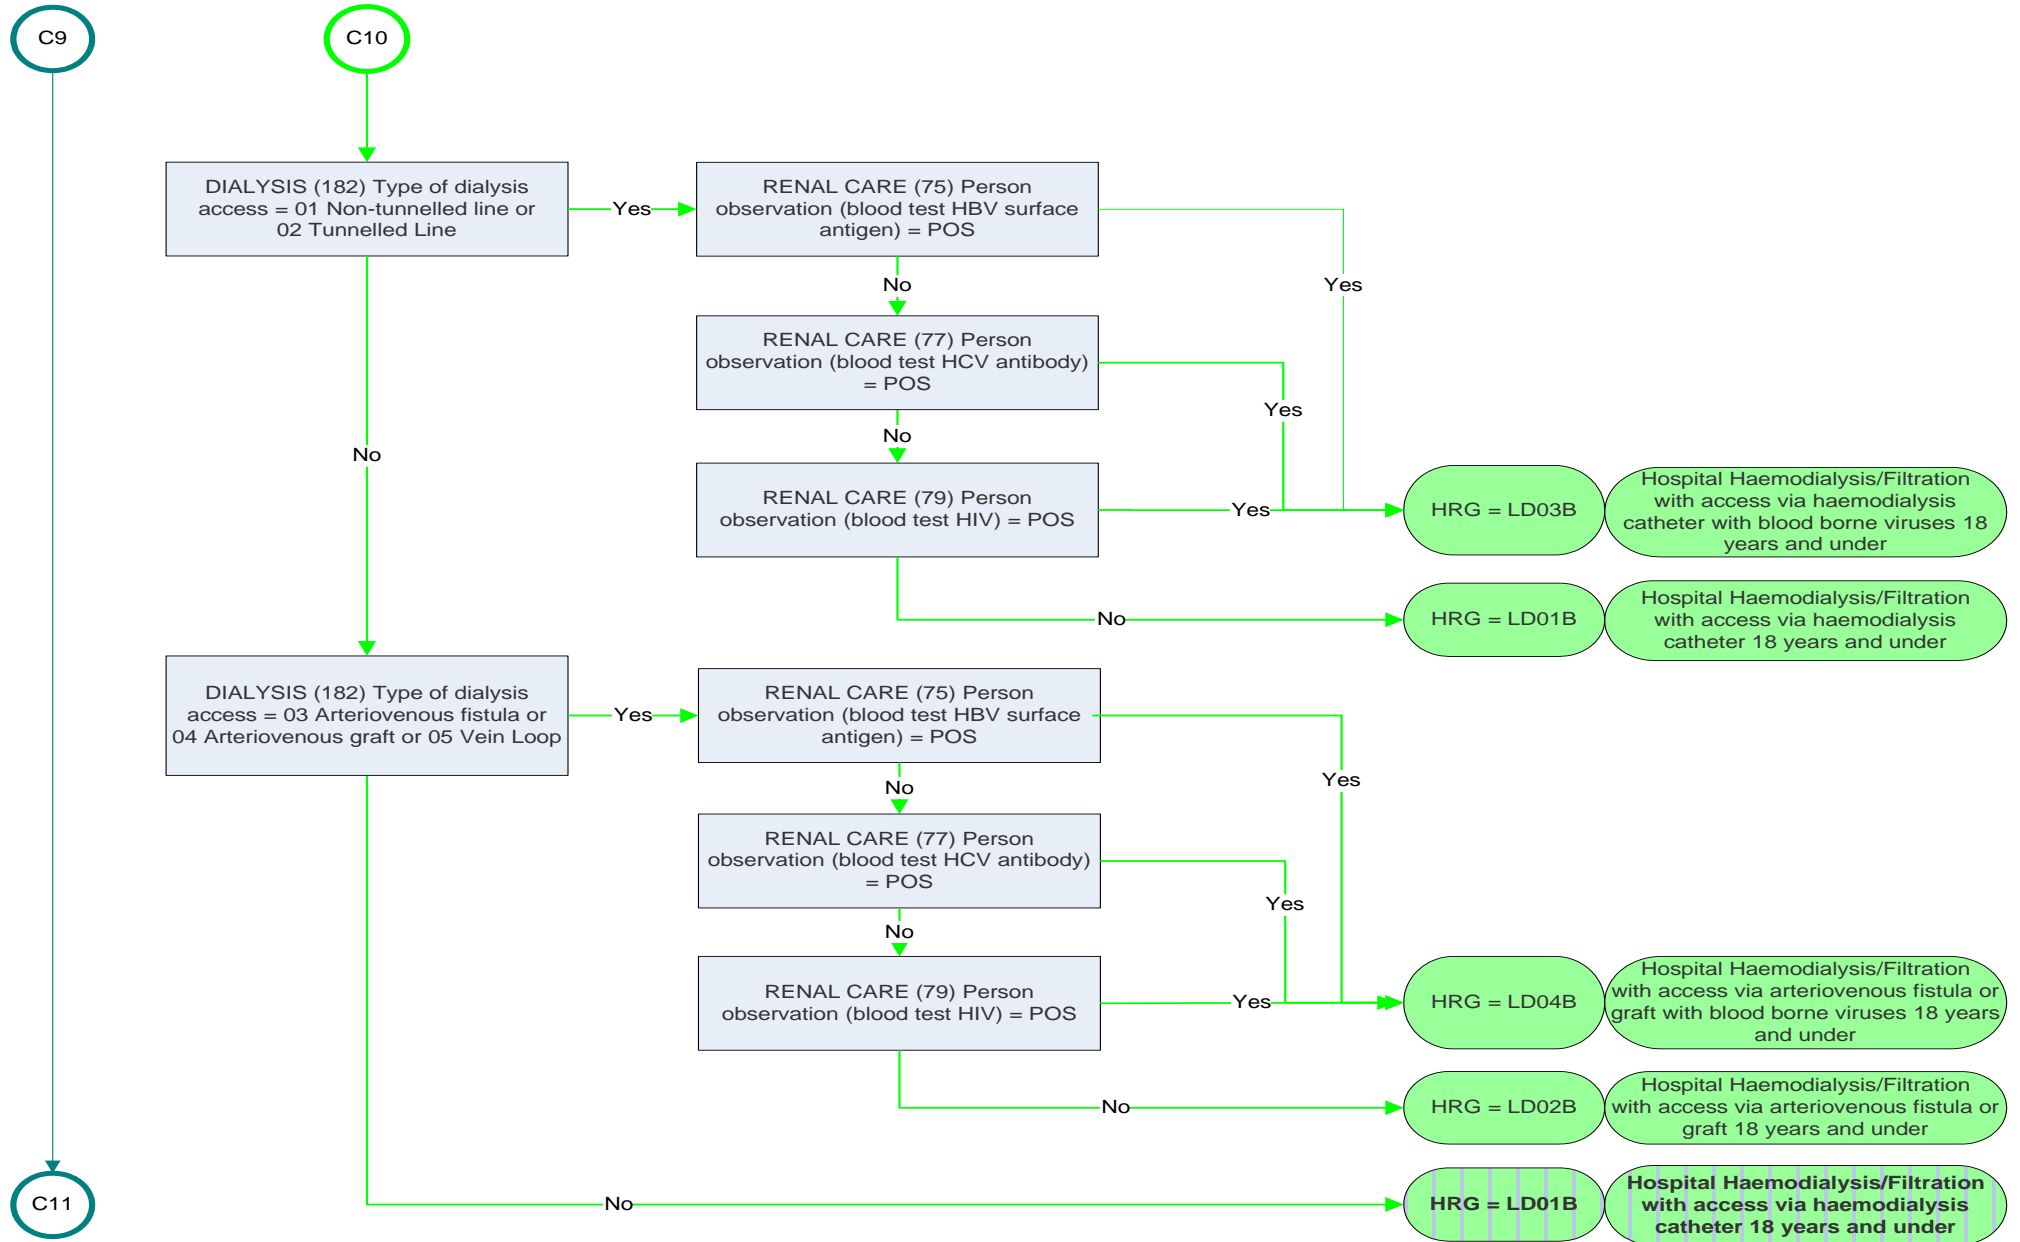 C9
C10
DIALYSIS (182) Type of dialysis
access = 01 Non-tunnelled line or
02 Tunnelled Line
Yes
RENAL CARE (75) Person
observation (blood test HBV surface
antigen) = POS
Yes
No
RENAL CARE (77) Person
observation (blood test HCV antibody)
= POS
Yes
No
No
RENAL CARE (79) Person
observation (blood test HIV) = POS
Yes
HRG = LD03B
Hospital Haemodialysis/Filtration
with access via haemodialysis
catheter with blood borne viruses 18
years and under
No
HRG = LD01B
Hospital Haemodialysis/Filtration
with access via haemodialysis
catheter 18 years and under
DIALYSIS (182) Type of dialysis
access = 03 Arteriovenous fistula or
04 Arteriovenous graft or 05 Vein Loop
Yes
RENAL CARE (75) Person
observation (blood test HBV surface
antigen) = POS
Yes
No
RENAL CARE (77) Person
observation (blood test HCV antibody)
= POS
Yes
No
RENAL CARE (79) Person
observation (blood test HIV) = POS
Yes
HRG = LD04B
Hospital Haemodialysis/Filtration
with access via arteriovenous fistula or
graft with blood borne viruses 18 years
and under
No
HRG = LD02B
Hospital Haemodialysis/Filtration
with access via arteriovenous fistula or
graft 18 years and under
C11
No
HRG = LD01B
Hospital Haemodialysis/Filtration
with access via haemodialysis
catheter 18 years and under